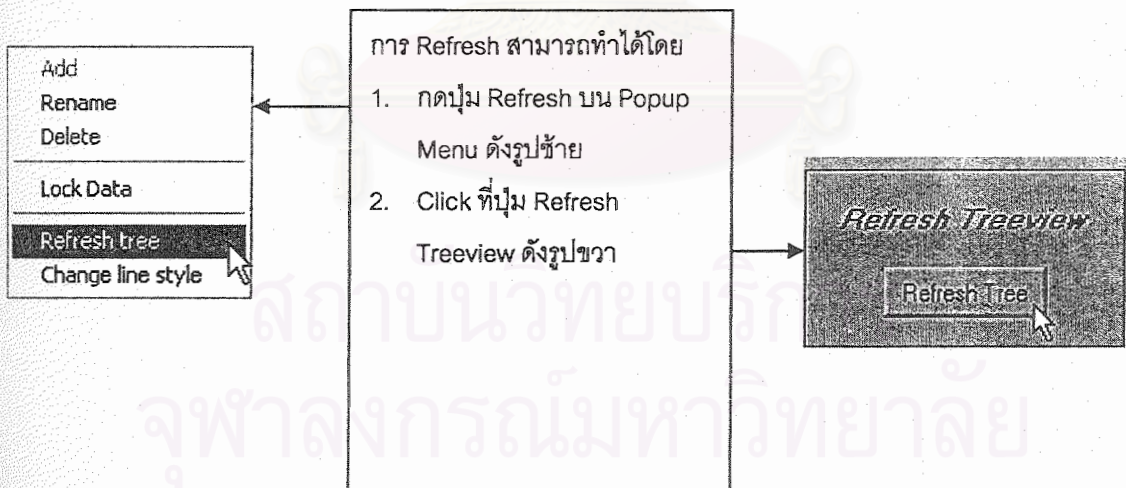 Add
Rename
Delete
Lock Data
Refresh tree
Change line style
การ Refresh สามารถทำได้โดย
1. กดปุ่ม Refresh บน Popup
Menu ดังรูปซ้าย
2. Click ที่ปุ่ม Refresh
Treeview ดังรูปขวา
Refresh Treeview
Refresh Tree
สถาบันวิทยบริการ
จุฬาลงกรณ์มหาวิทยาลัย